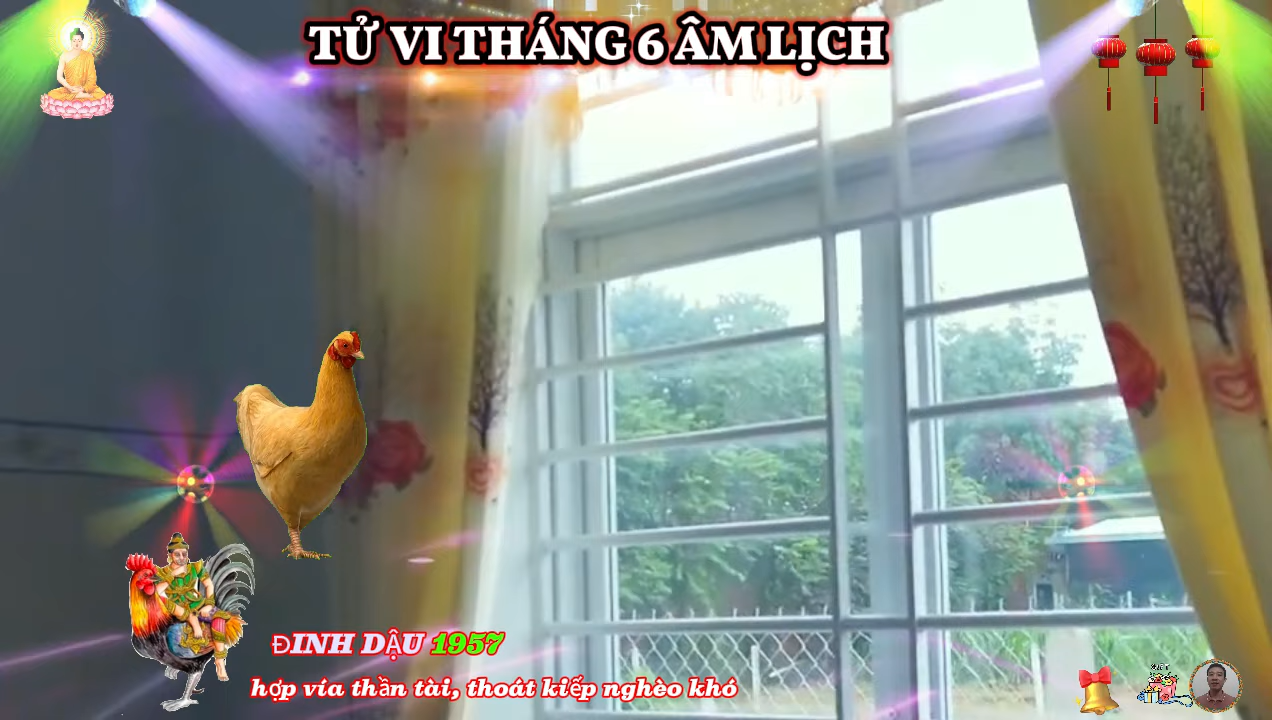 TỬ VI THÁNG 6 ÂM LỊCH
ĐINH DẬU 1957
hợp vía thần tài, thoát kiếp nghèo khó